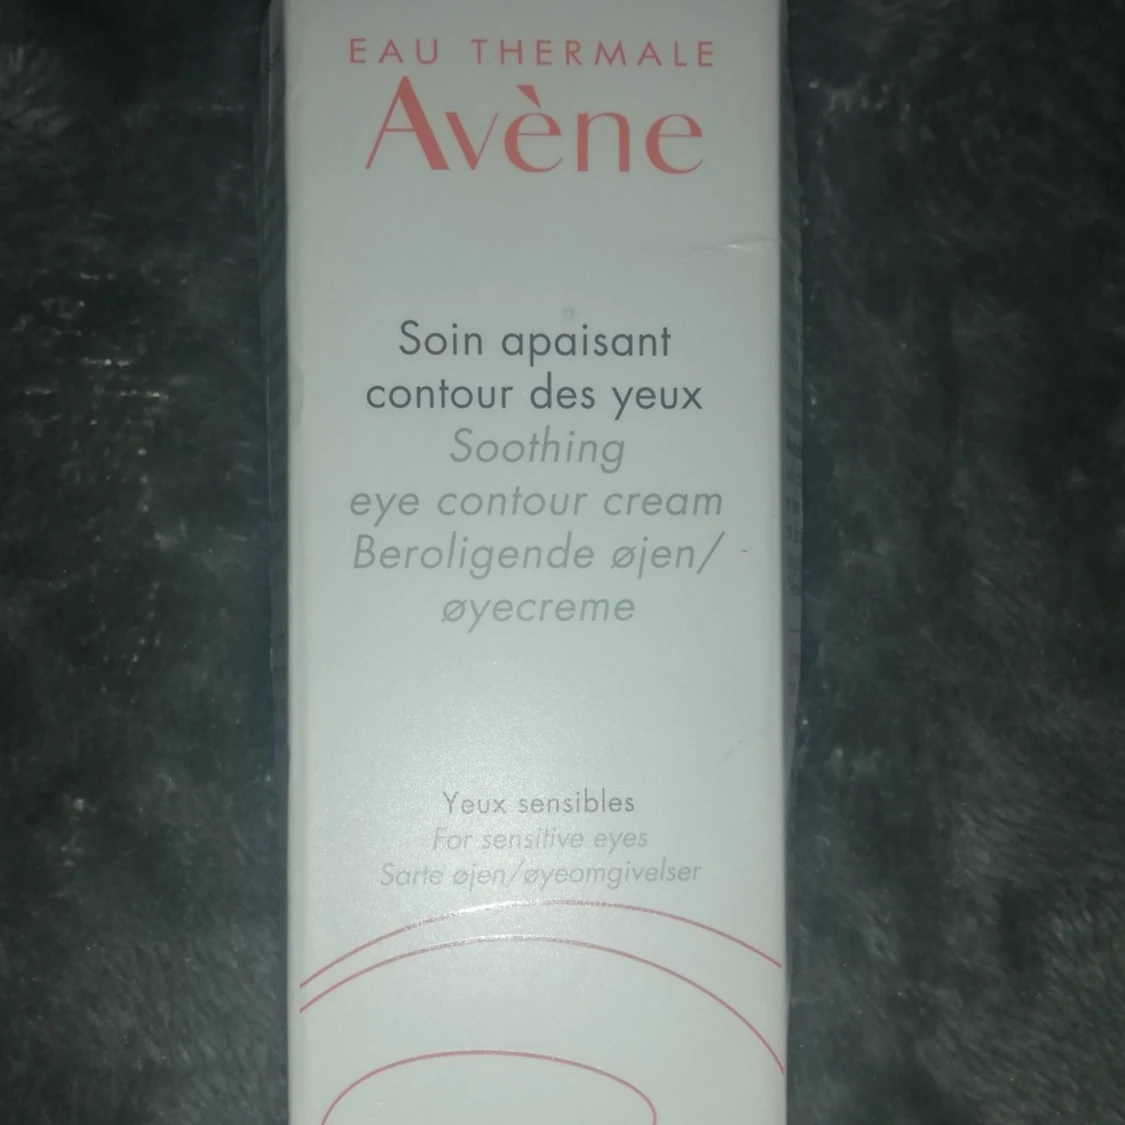 EAU THERMALE
Avène
Soin apaisant
contour des yeux
Soothing
eye contour cream
Beroligende øjen/
øyecreme
Yeux sensibles
For sensitive eyes
Sarte øjen/øyeomgivelser